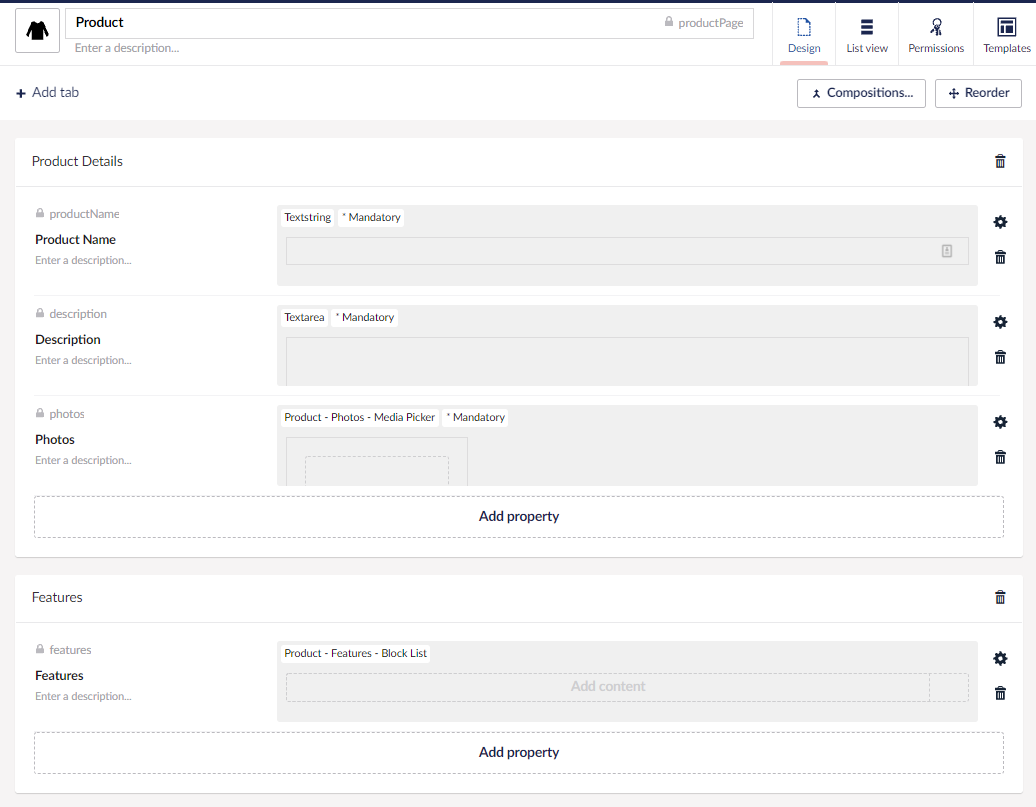 Product
productPage
Enter a description...
Design
List view
Permissions
Templates
Add tab
Compositions...
Reorder
Product Details
productName
Product Name
Enter a description...
Textstring
* Mandatory
description
Description
Enter a description...
Textarea
* Mandatory
photos
Photos
Enter a description...
Product - Photos - Media Picker
* Mandatory
Add property
Features
features
Features
Enter a description...
Product - Features - Block List
Add content
Add property